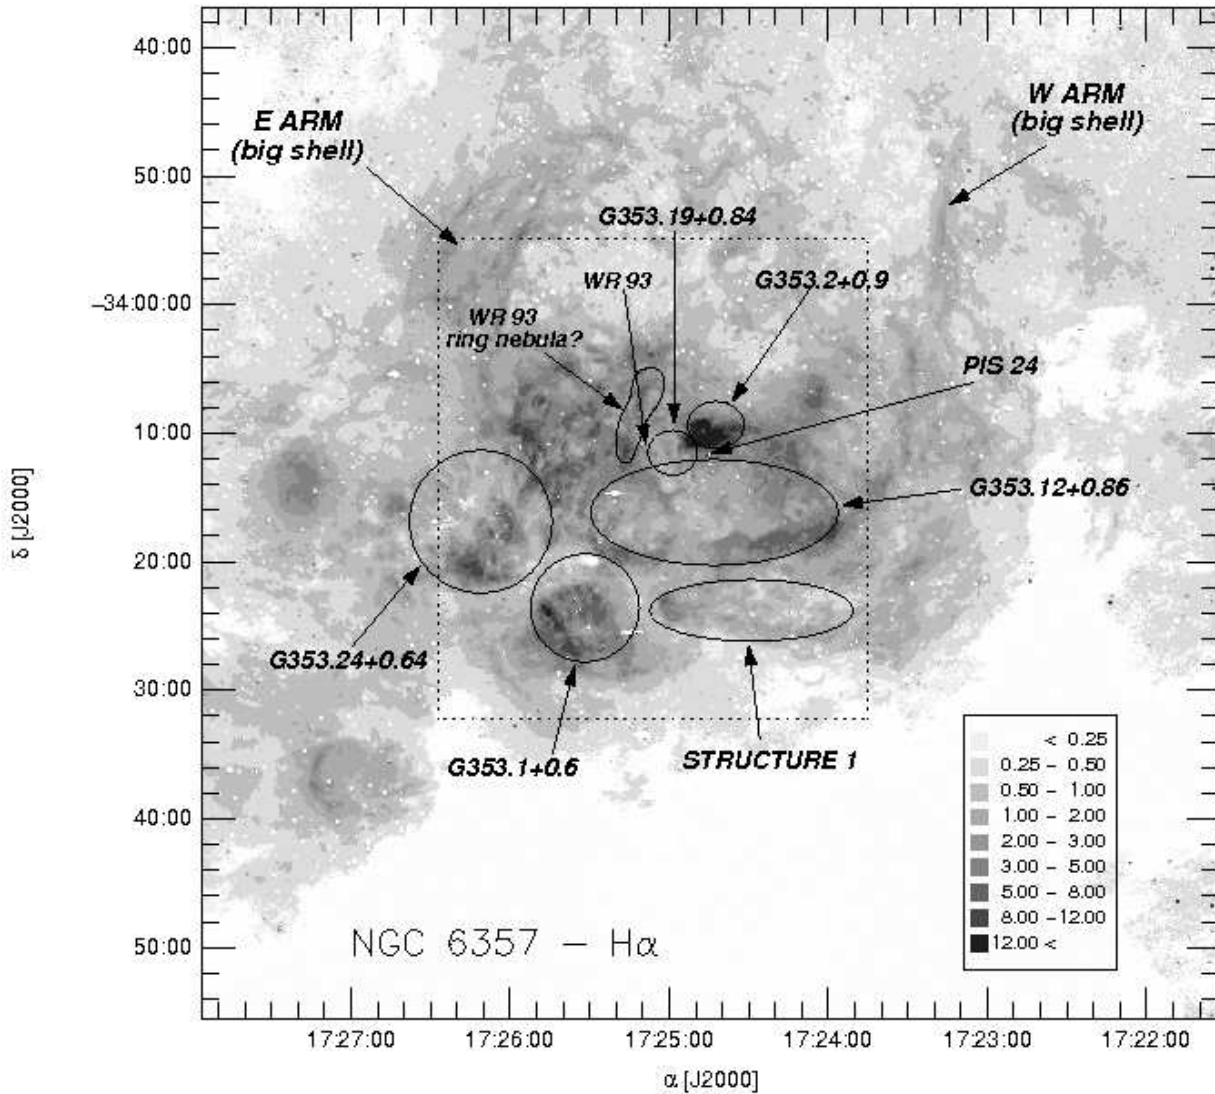 40:00
E ARM
(big shell)
W ARM
(big shell)
50:00
G353.19+0.84
WR 93
G353.2+0.9
−34:00:00
WR 93
ring nebula?
PIS 24
10:00
G353.12+0.86
δ [J2000]
20:00
G353.24+0.64
30:00
G353.1+0.6
STRUCTURE 1
< 0.25
0.25 − 0.50
0.50 − 1.00
1.00 − 2.00
2.00 − 3.00
3.00 − 5.00
5.00 − 8.00
8.00 − 12.00
12.00 <
40:00
NGC 6357 − Hα
50:00
17:27:00 17:26:00 17:25:00 17:24:00 17:23:00 17:22:00
α [J2000]